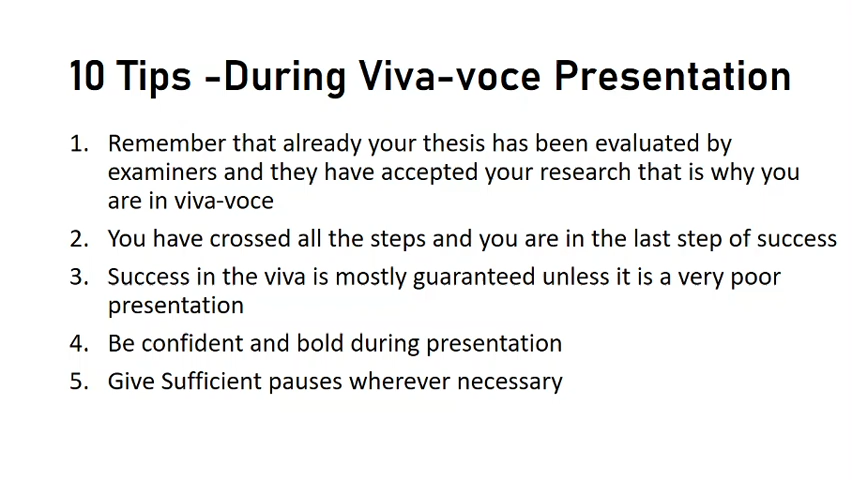 10 Tips -During Viva-voce Presentation
1. Remember that already your thesis has been evaluated by
examiners and they have accepted your research that is why you
are in viva-voce
2. You have crossed all the steps and you are in the last step of success
3. Success in the viva is mostly guaranteed unless it is a very poor
presentation
4. Be confident and bold during presentation
5. Give Sufficient pauses wherever necessary